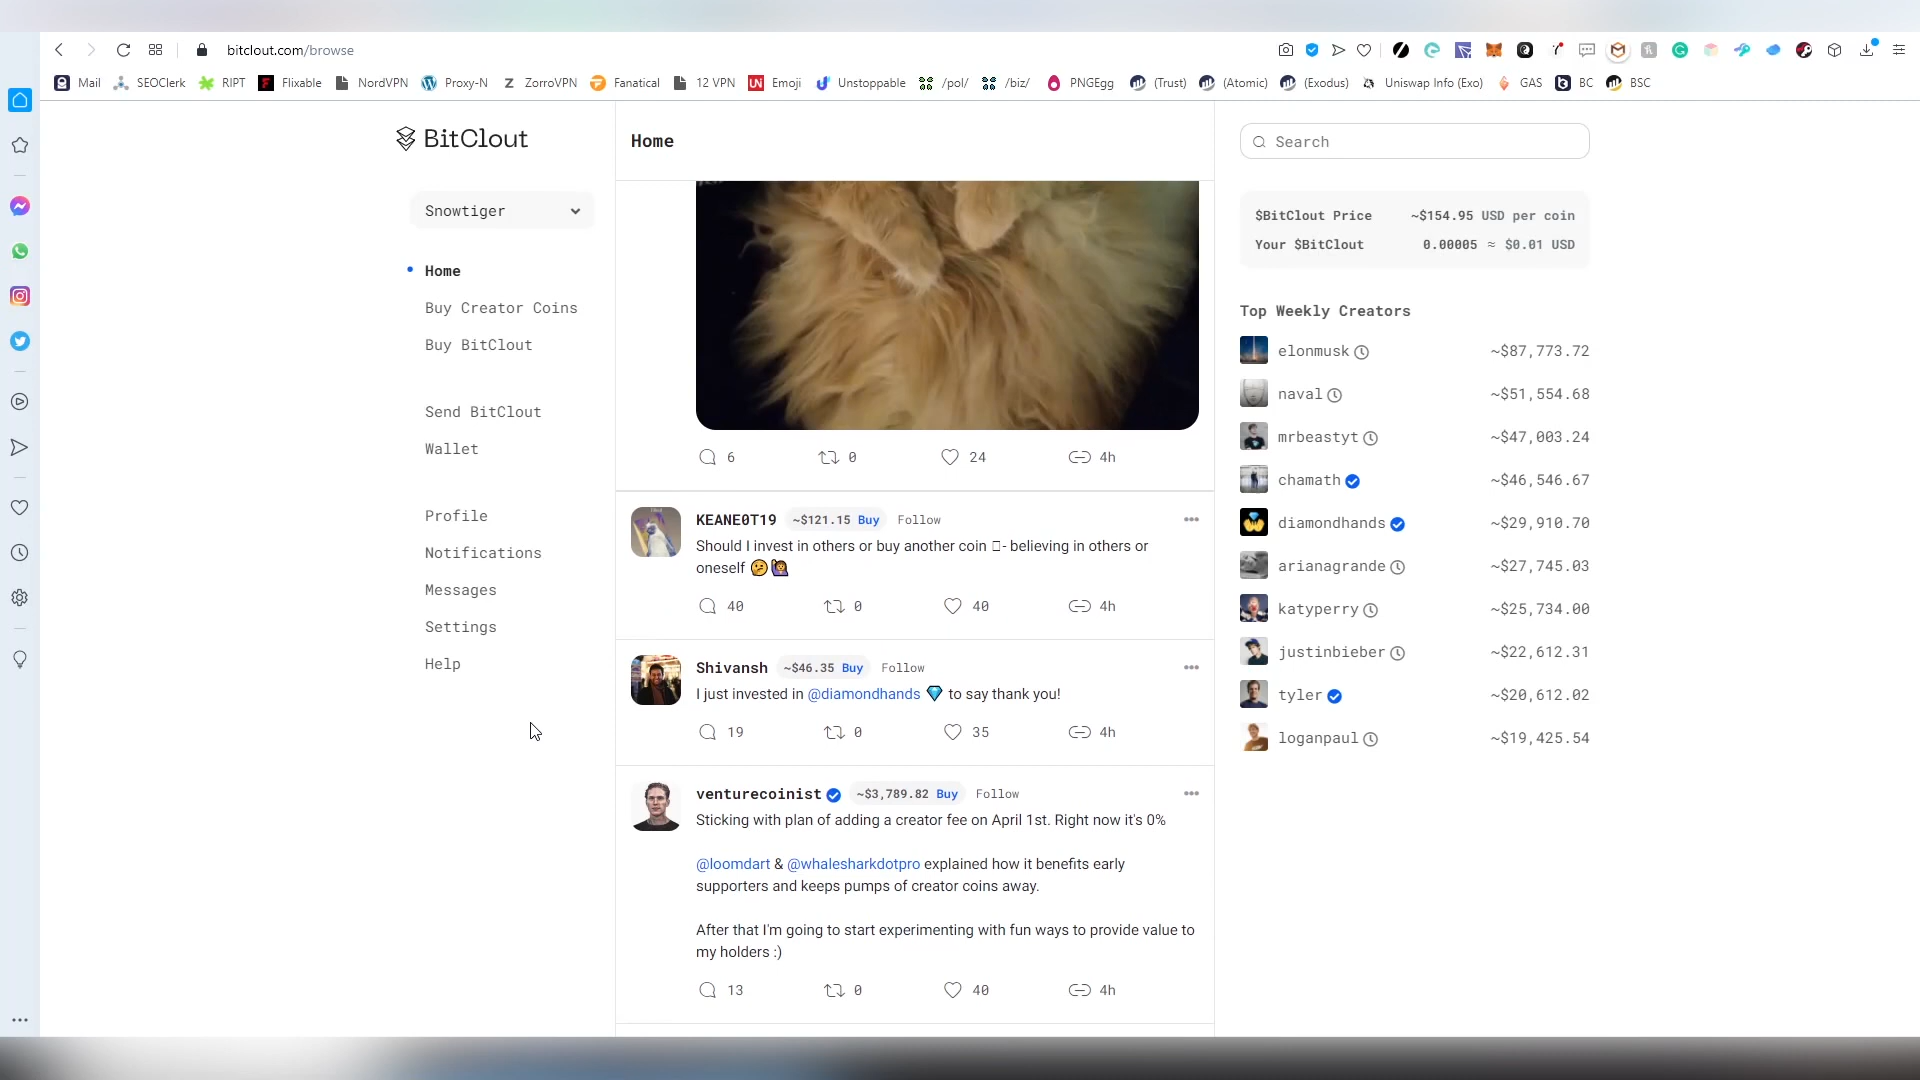 bitclout.com/browse
Mail SEOClerk RIPT Flixable NordVPN Proxy-N ZorroVPN Fanatical 12 VPN Emoji Unstoppable /pol/ /biz/ PNGEgg (Trust) (Atomic) (Exodus) Uniswap Info (Exo) GAS BC BSC
BitClout
Snowtiger
Home
Buy Creator Coins
Buy BitClout
Send BitClout
Wallet
Profile
Notifications
Messages
Settings
Help
Home
6 0 24 4h
KEANE0T19 ~$121.15 Buy Follow
Should I invest in others or buy another coin - believing in others or
oneself 🤔🙋🏽
40 0 40 4h
Shivansh ~$46.35 Buy Follow
I just invested in @diamondhands 💎 to say thank you!
19 0 35 4h
venturecoinist ~$3,789.82 Buy Follow
Sticking with plan of adding a creator fee on April 1st. Right now it's 0%
@loomdart & @whalesharkdotpro explained how it benefits early
supporters and keeps pumps of creator coins away.
After that I'm going to start experimenting with fun ways to provide value to
my holders :)
13 0 40 4h
Search
$BitClout Price ~$154.95 USD per coin
Your $BitClout 0.00005 ≈ $0.01 USD
Top Weekly Creators
elonmusk ~$87,773.72
naval ~$51,554.68
mrbeastyt ~$47,003.24
chamath ~$46,546.67
diamondhands ~$29,910.70
arianagrande ~$27,745.03
katyperry ~$25,734.00
justinbieber ~$22,612.31
tyler ~$20,612.02
loganpaul ~$19,425.54